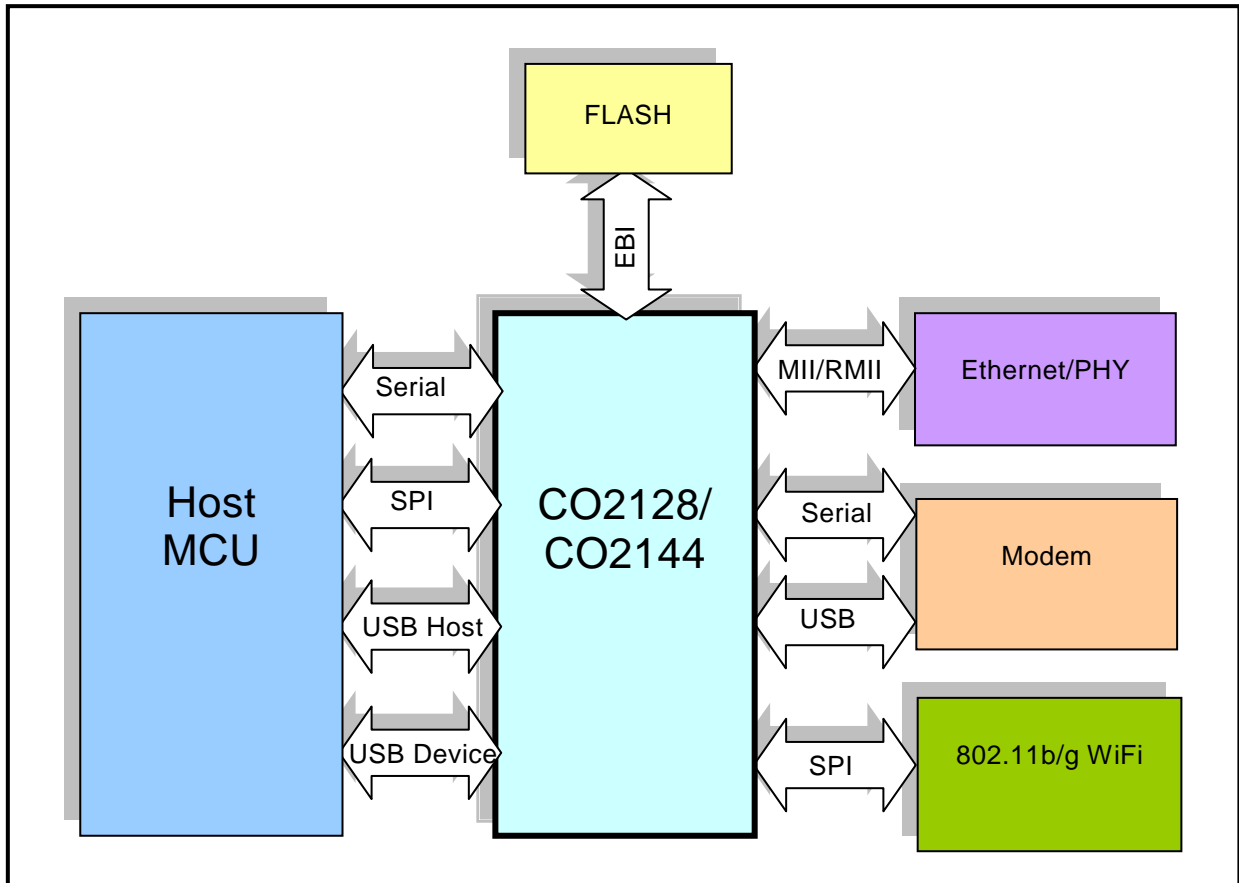 FLASH
EBI
Host
MCU
Serial
SPI
USB Host
USB Device
CO2128/
CO2144
MII/RMII
Serial
USB
SPI
Ethernet/PHY
Modem
802.11b/g WiFi